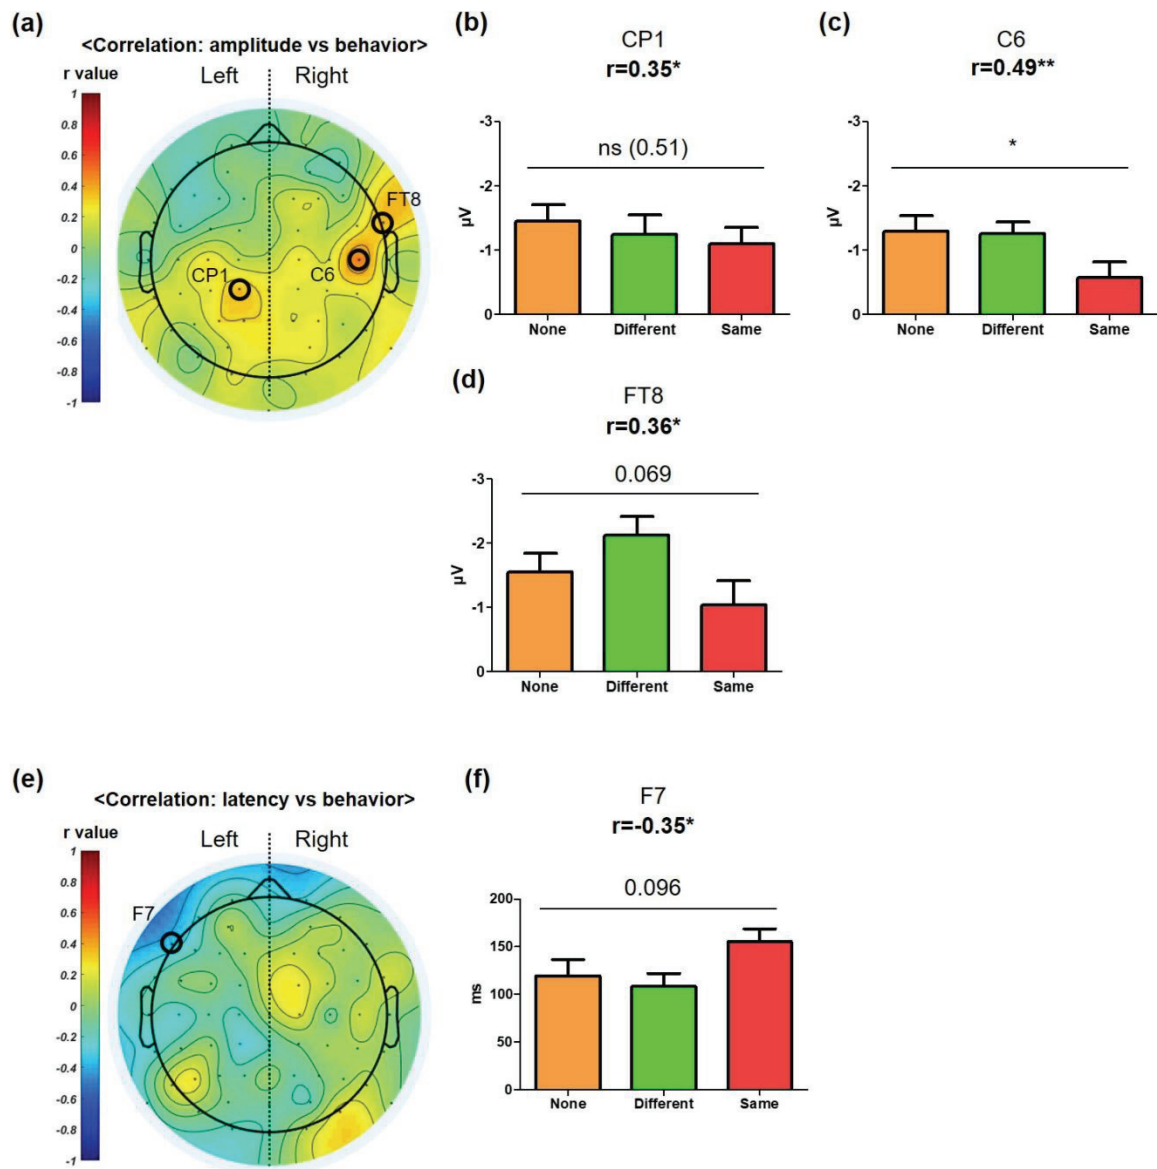 (a)
<Correlation: amplitude vs behavior>
r value
Left
Right
1
0.8
0.6
0.4
0.2
0
-0.2
-0.4
-0.6
-0.8
-1
FT8
CP1
C6
(b)
CP1
r=0.35*
ns (0.51)
-3
-2
-1
0
µV
None
Different
Same
(c)
C6
r=0.49**
*
-3
-2
-1
0
µV
None
Different
Same
(d)
FT8
r=0.36*
0.069
-3
-2
-1
0
µV
None
Different
Same
(e)
<Correlation: latency vs behavior>
r value
Left
Right
1
0.8
0.6
0.4
0.2
0
-0.2
-0.4
-0.6
-0.8
-1
F7
(f)
F7
r=-0.35*
0.096
200
150
100
50
0
ms
None
Different
Same